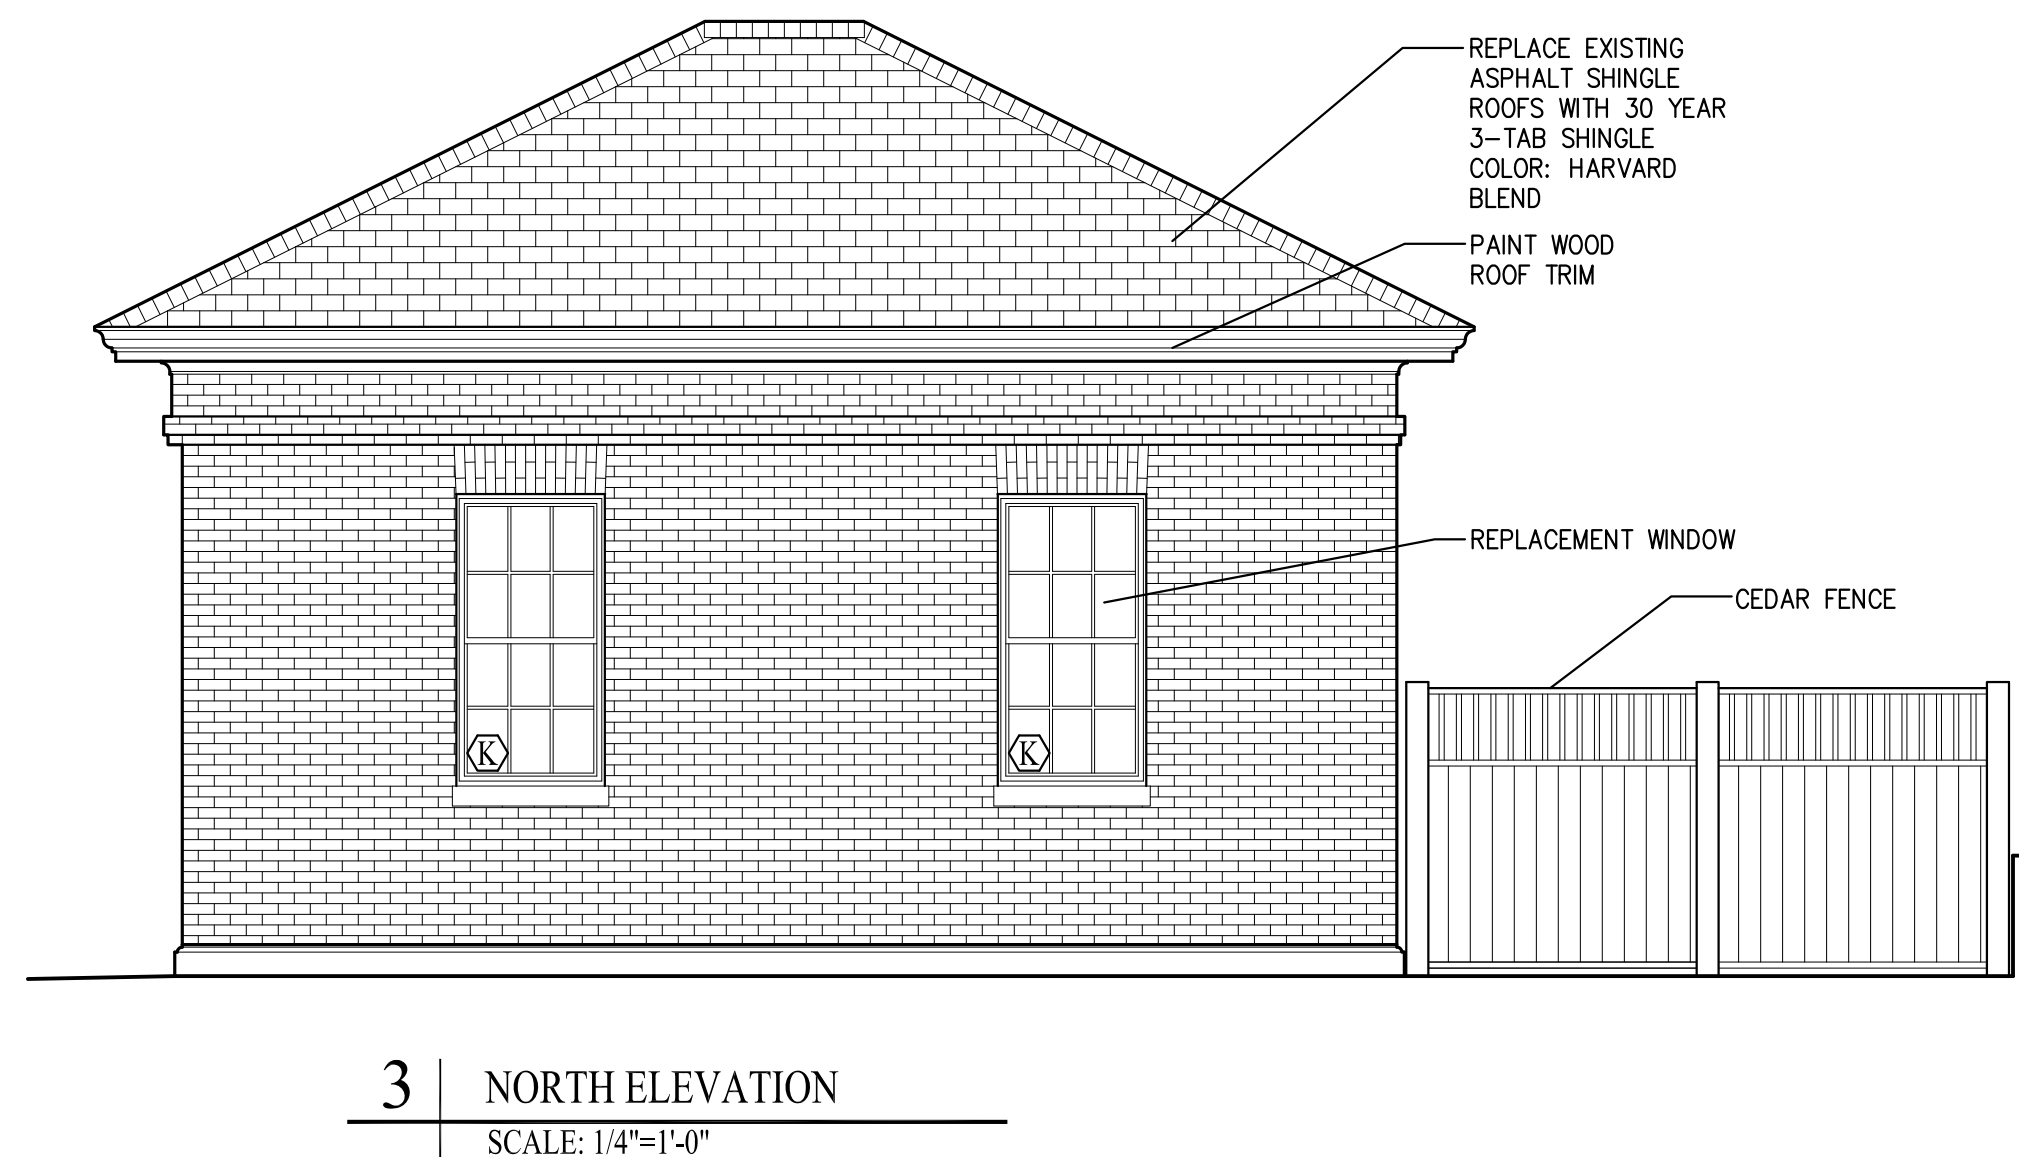 REPLACE EXISTING
ASPHALT SHINGLE
ROOFS WITH 30 YEAR
3-TAB SHINGLE
COLOR: HARVARD
BLEND
PAINT WOOD
ROOF TRIM
REPLACEMENT WINDOW
CEDAR FENCE
K
K
3
NORTH ELEVATION
SCALE: 1/4"=1'-0"